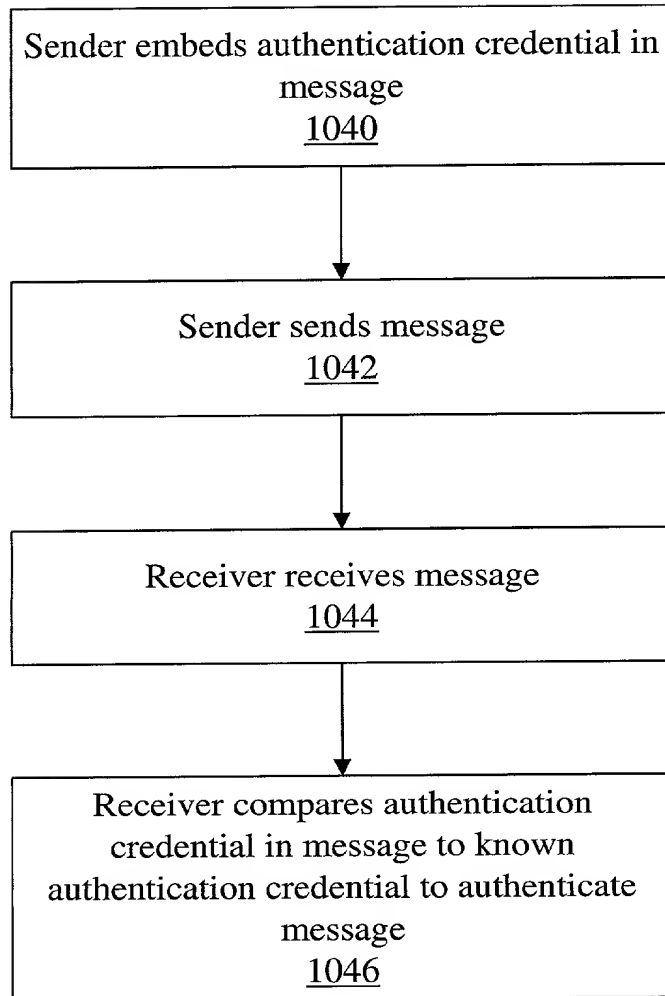 Sender embeds authentication credential in
message
1040
Sender sends message
1042
Receiver receives message
1044
Receiver compares authentication
credential in message to known
authentication credential to authenticate
message
1046